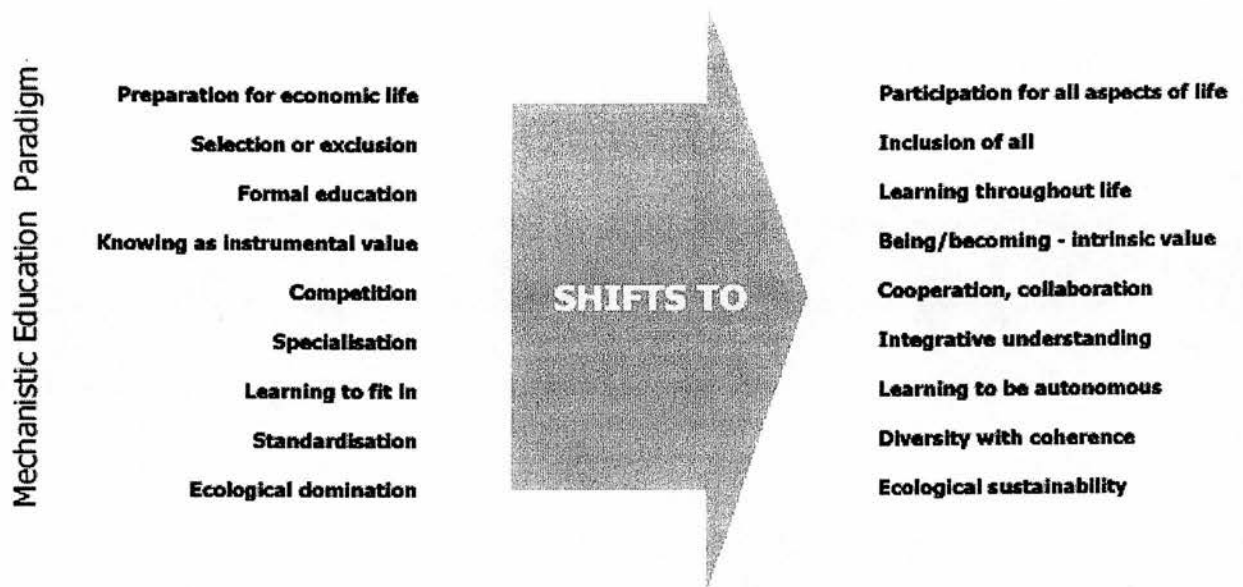 Mechanistic Education Paradigm
Preparation for economic life
Selection or exclusion
Formal education
Knowing as instrumental value
Competition
Specialisation
Learning to fit in
Standardisation
Ecological domination
SHIFTS TO
Participation for all aspects of life
Inclusion of all
Learning throughout life
Being/becoming - intrinsic value
Cooperation, collaboration
Integrative understanding
Learning to be autonomous
Diversity with coherence
Ecological sustainability